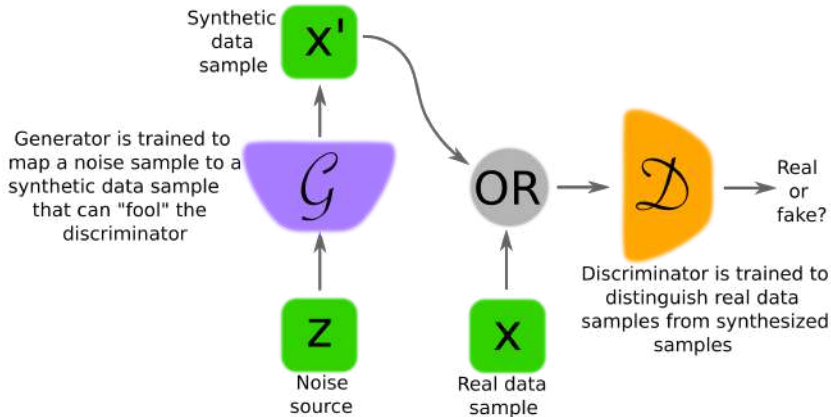 Synthetic
data
sample
x'
Generator is trained to
map a noise sample to a
synthetic data sample
that can "fool" the
discriminator
G
z
Noise
source
OR
x
Real data
sample
D
Real
or
fake?
Discriminator is trained to
distinguish real data
samples from synthesized
samples